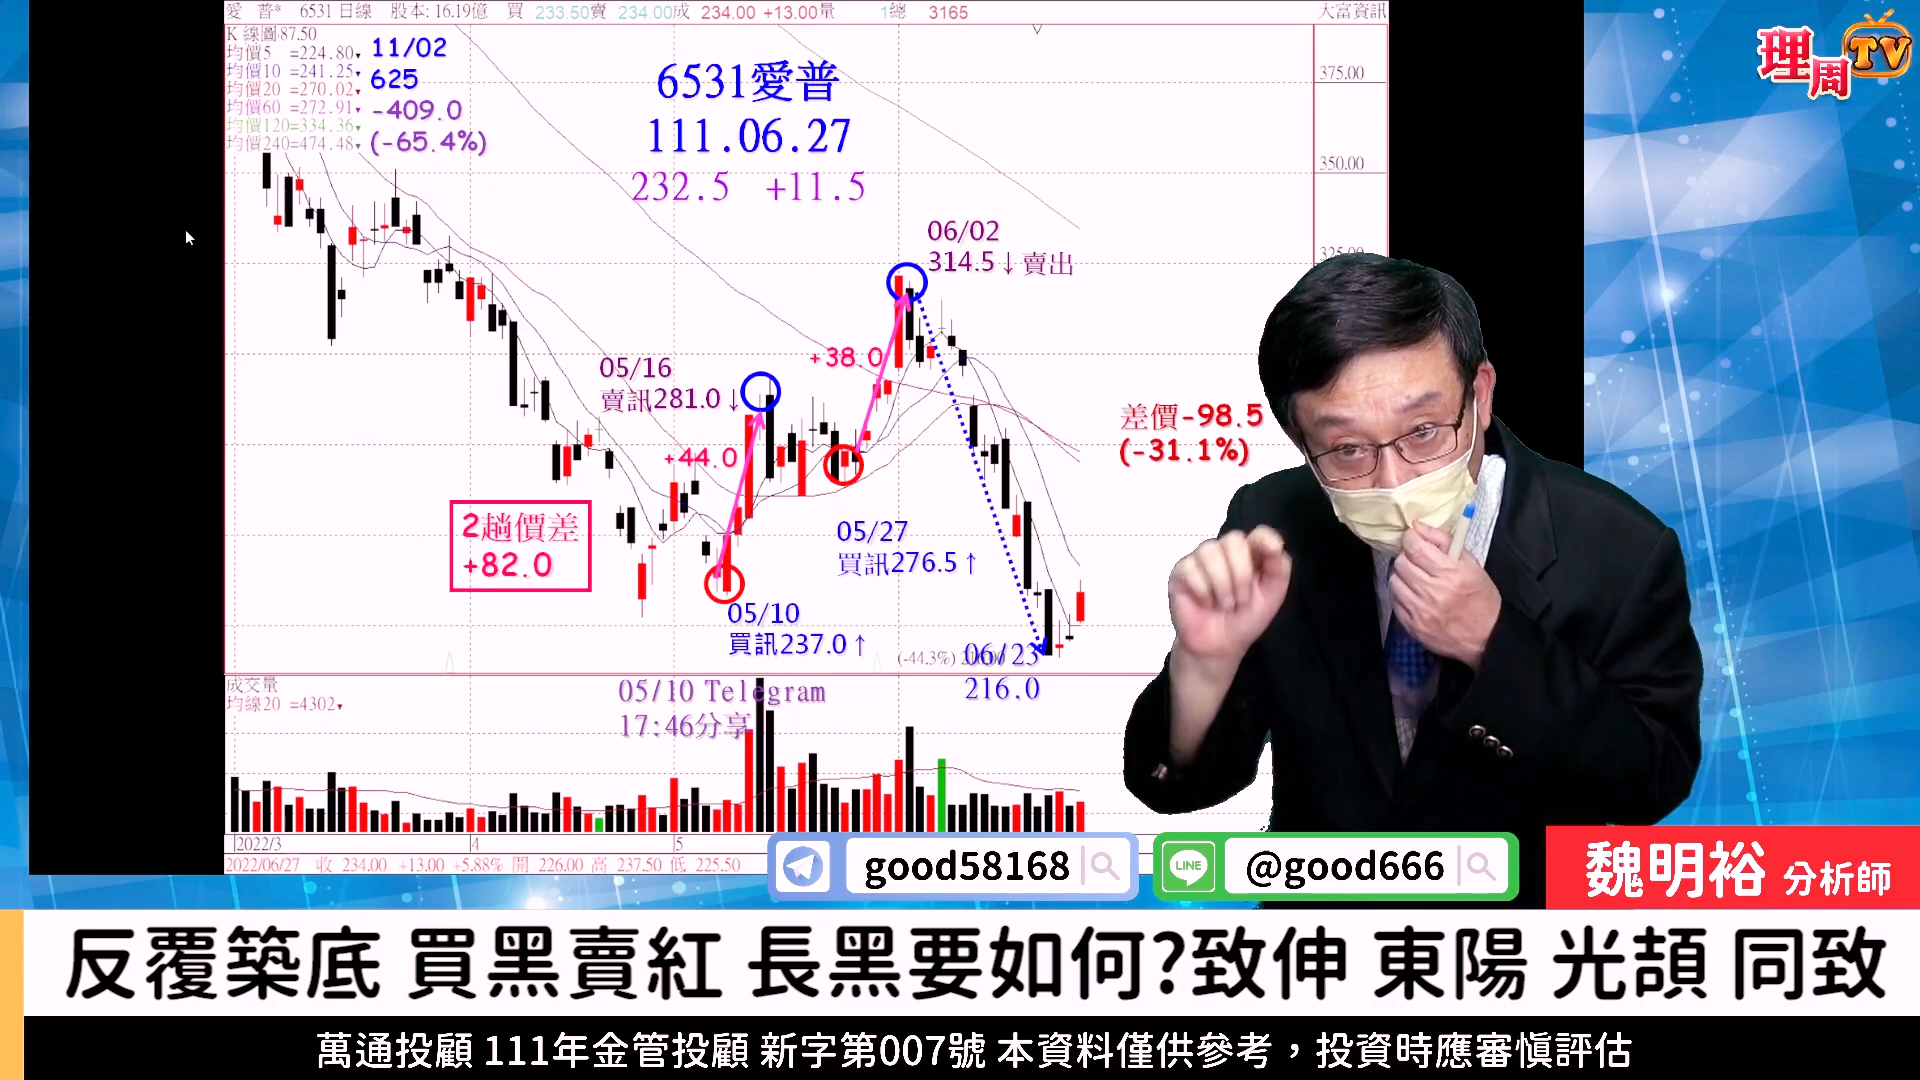 愛 普* 6531 日線 股本: 16.19億 買 233.50賣 234.00成 234.00 +13.00量 1總 3165 大富資訊
K 線圖 87.50
均價5 =224.80
均價10 =241.25
均價20 =270.02
均價60 =272.91
均價120=334.36
均價240=474.48
11/02
625
-409.0
(-65.4%)
6531愛普
111.06.27
232.5 +11.5
375.00
350.00
325.00
理周TV
06/02
314.5↓賣出
05/16
賣訊281.0↓
+38.0
+44.0
差價-98.5
(-31.1%)
2趟價差
+82.0
05/27
買訊276.5↑
05/10
買訊237.0↑
(-44.3%)
06/23
216.0
05/10 Telegram
17:46分享
成交量
均線20 =4302
2022/3 4 5
2022/06/27 收 234.00 +13.00 +5.88% 開 226.00 高 237.50 低 225.50
good58168
LINE
@good666
魏明裕 分析師
反覆築底 買黑賣紅 長黑要如何?致伸 東陽 光頡 同致
萬通投顧 111年金管投顧 新字第007號 本資料僅供參考，投資時應審慎評估